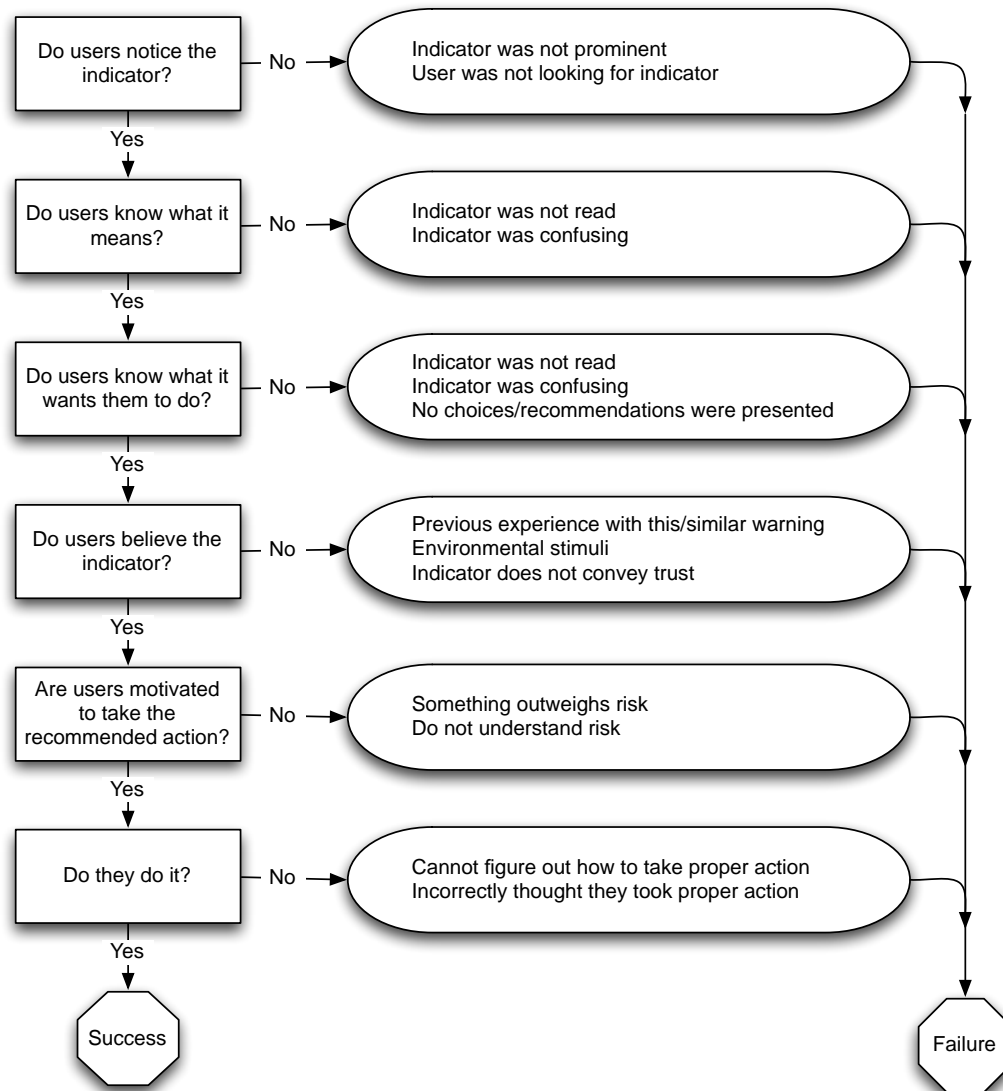 Do users notice the
indicator?
No
Indicator was not prominent
User was not looking for indicator
Yes
Do users know what it
means?
No
Indicator was not read
Indicator was confusing
Yes
Do users know what it
wants them to do?
No
Indicator was not read
Indicator was confusing
No choices/recommendations were presented
Yes
Do users believe the
indicator?
No
Previous experience with this/similar warning
Environmental stimuli
Indicator does not convey trust
Yes
Are users motivated
to take the
recommended action?
No
Something outweighs risk
Do not understand risk
Yes
Do they do it?
No
Cannot figure out how to take proper action
Incorrectly thought they took proper action
Yes
Success
Failure